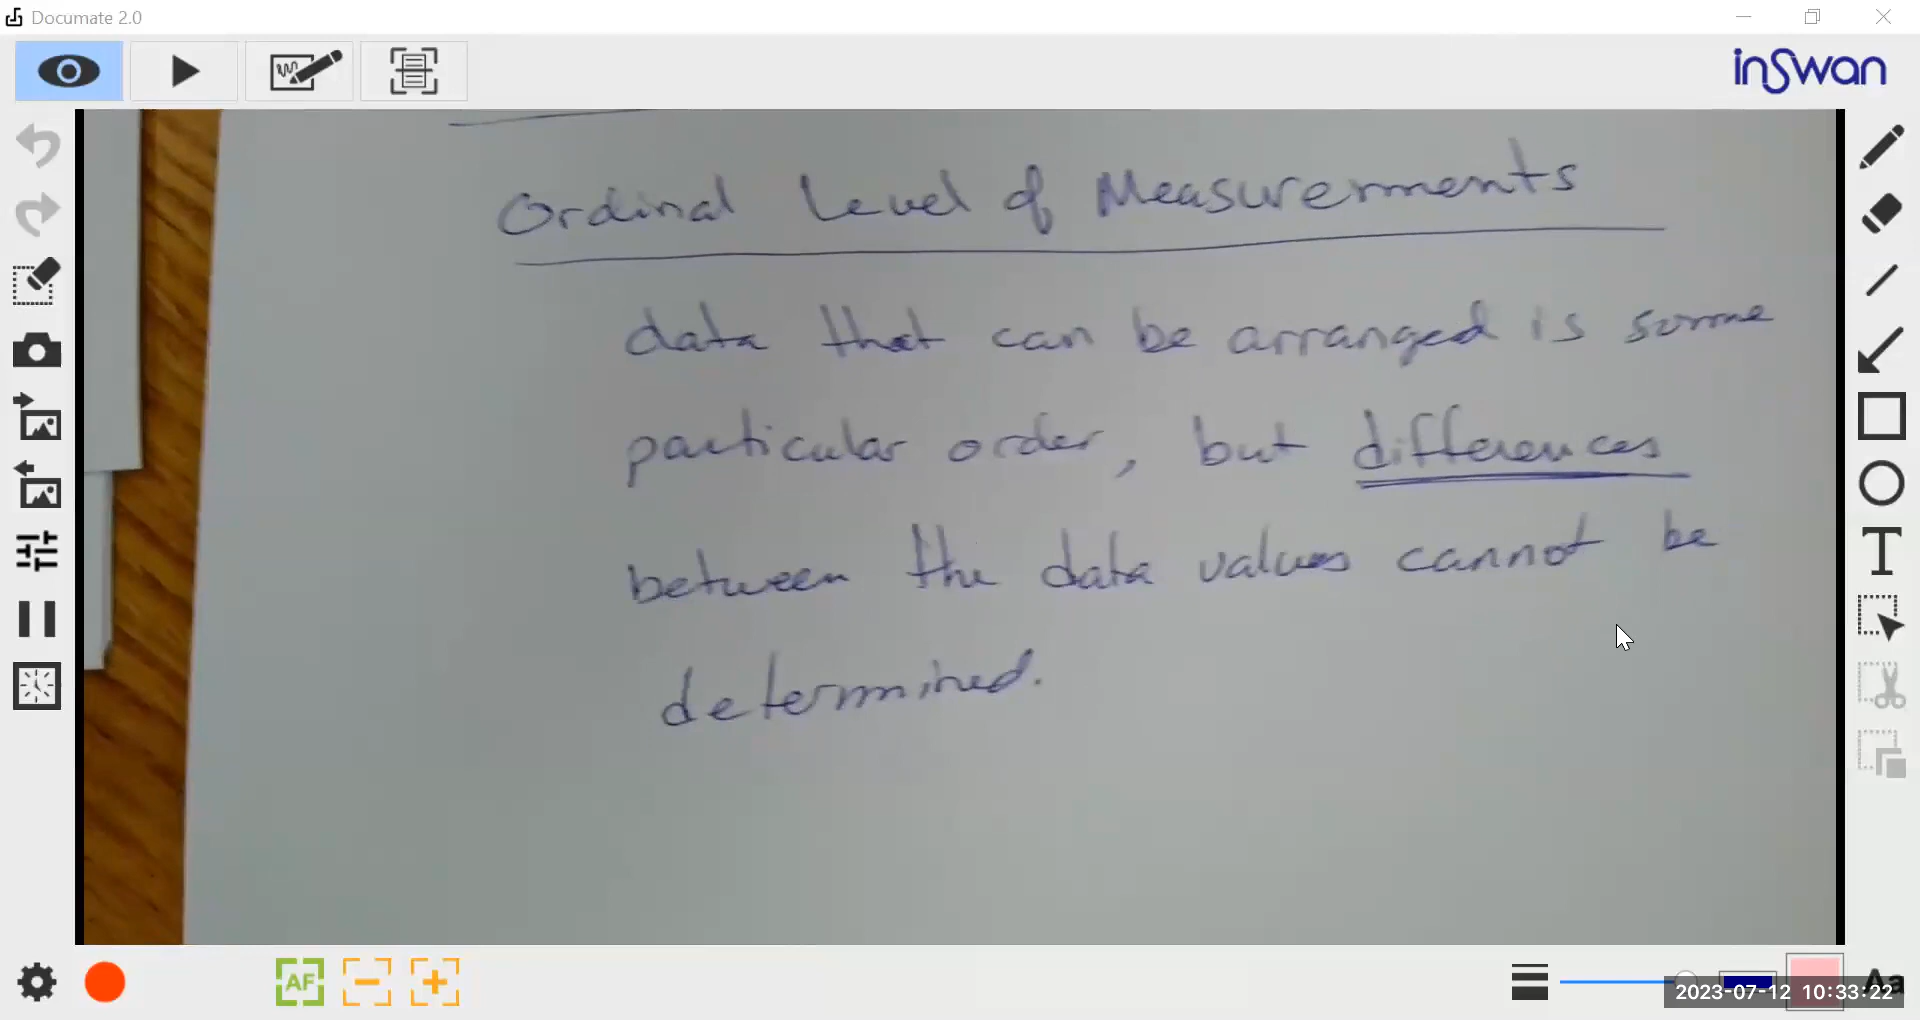 Documate 2.0
inSwan
Ordinal Level of Measurements
data that can be arranged is some
particular order, but differences
between the data values cannot be
determined.
AF
T
Aa
2023-07-12 10:33:22